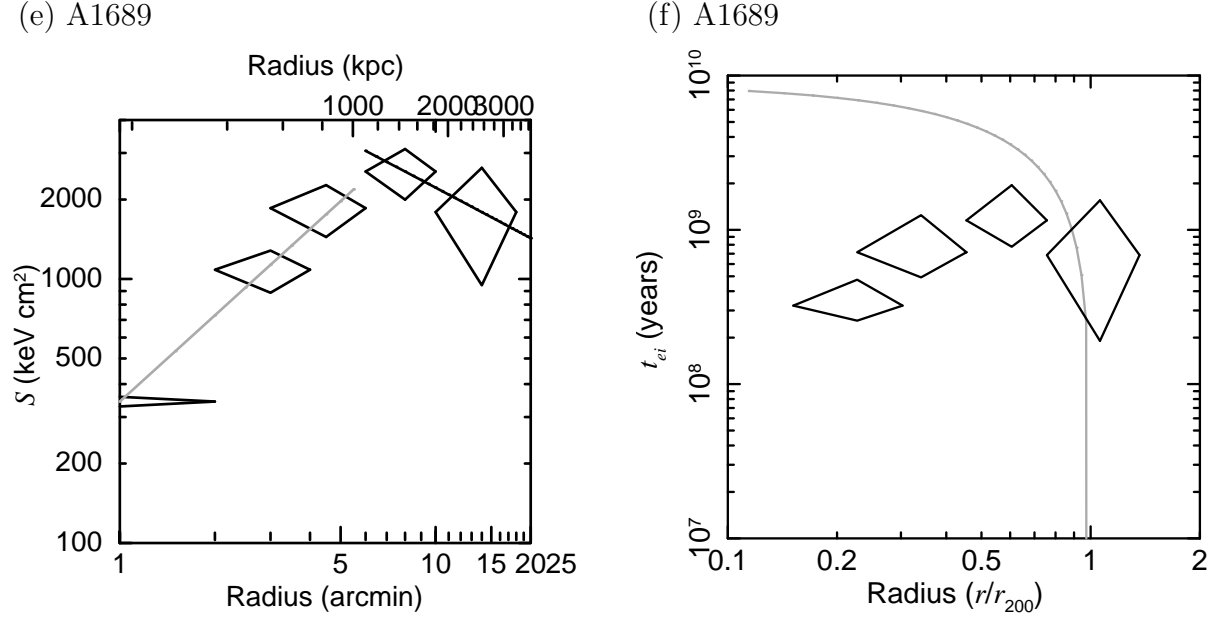 (e) A1689
Radius (kpc)
1000 2000 3000
2000
1000
500
200
100
S (keV cm²)
1 5 10 15 20 25
Radius (arcmin)
(f) A1689
10¹⁰
10⁹
10⁸
10⁷
t_ei (years)
0.1 0.2 0.5 1 2
Radius (r/r₂₀₀)